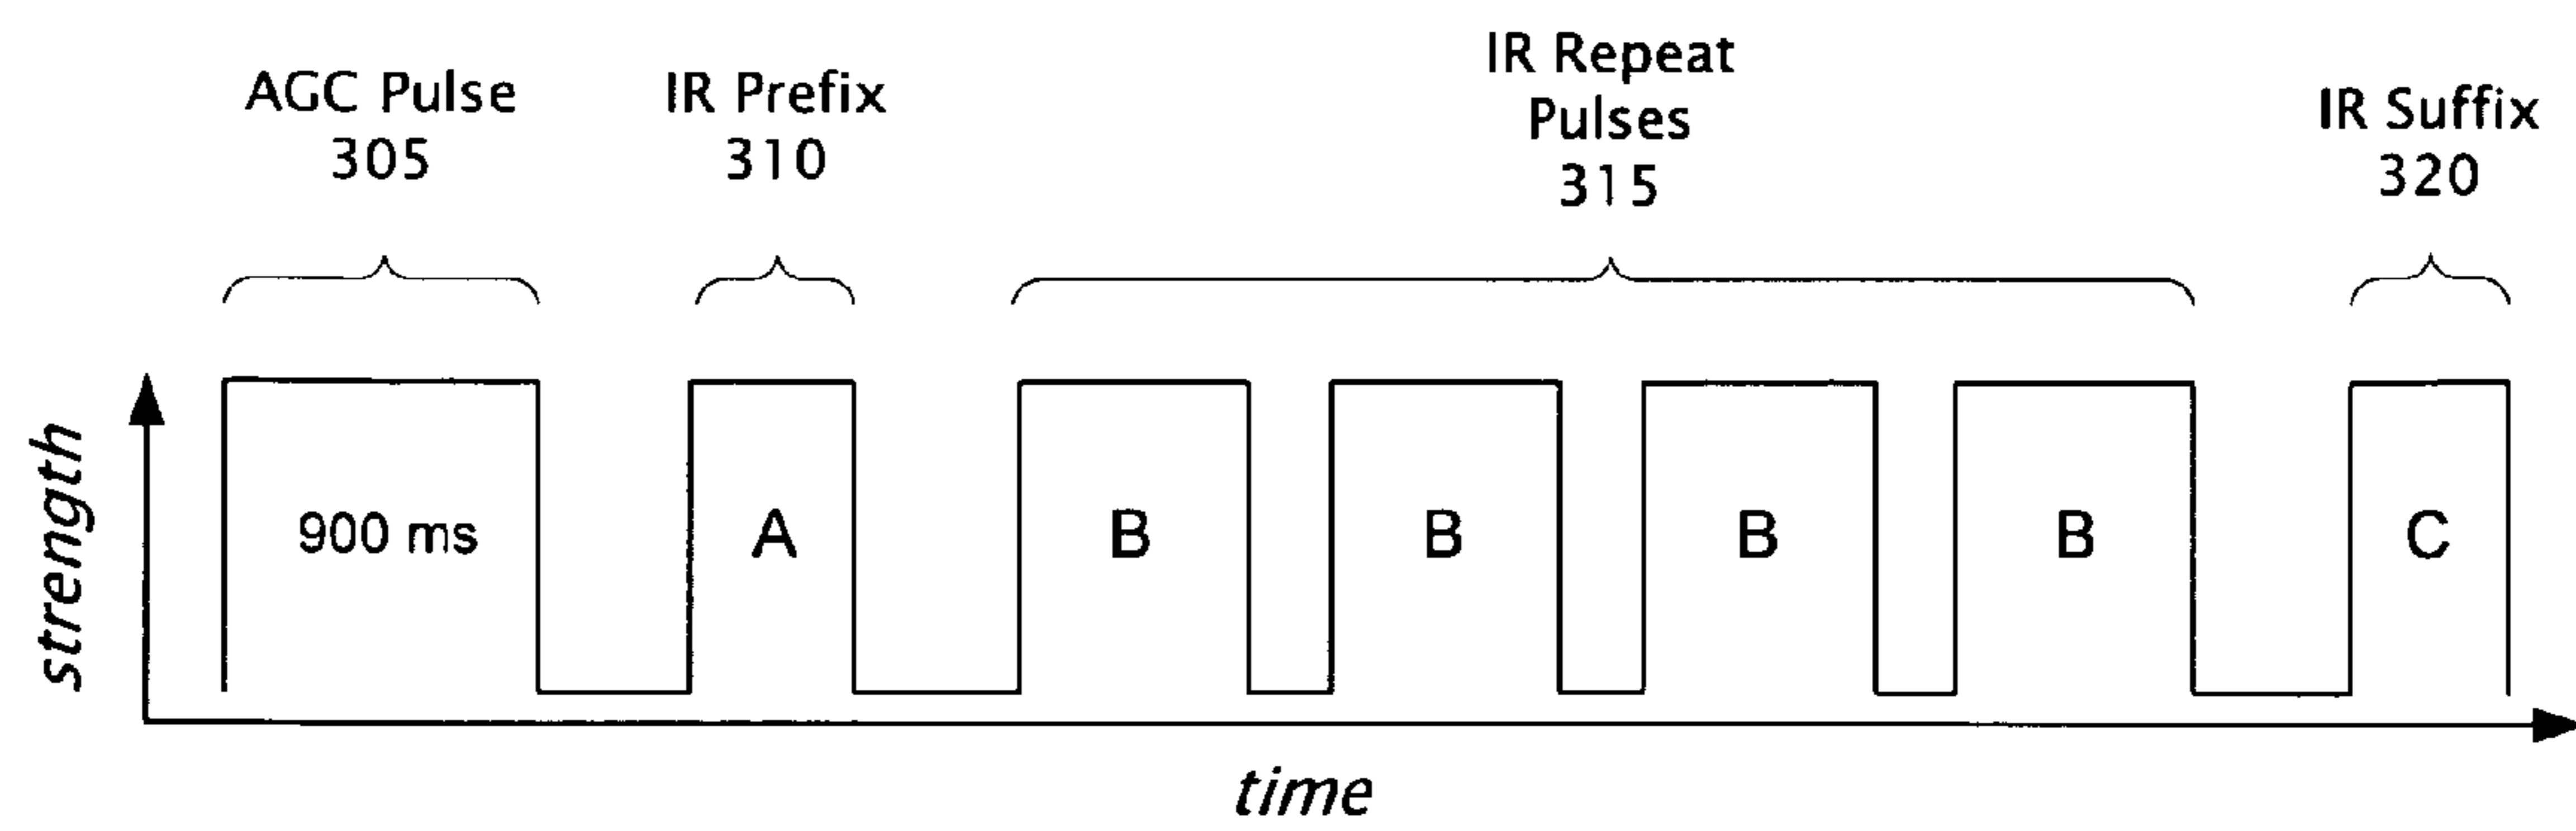 AGC Pulse
305
IR Prefix
310
IR Repeat
Pulses
315
IR Suffix
320
strength
900 ms
A
B
B
B
B
C
time